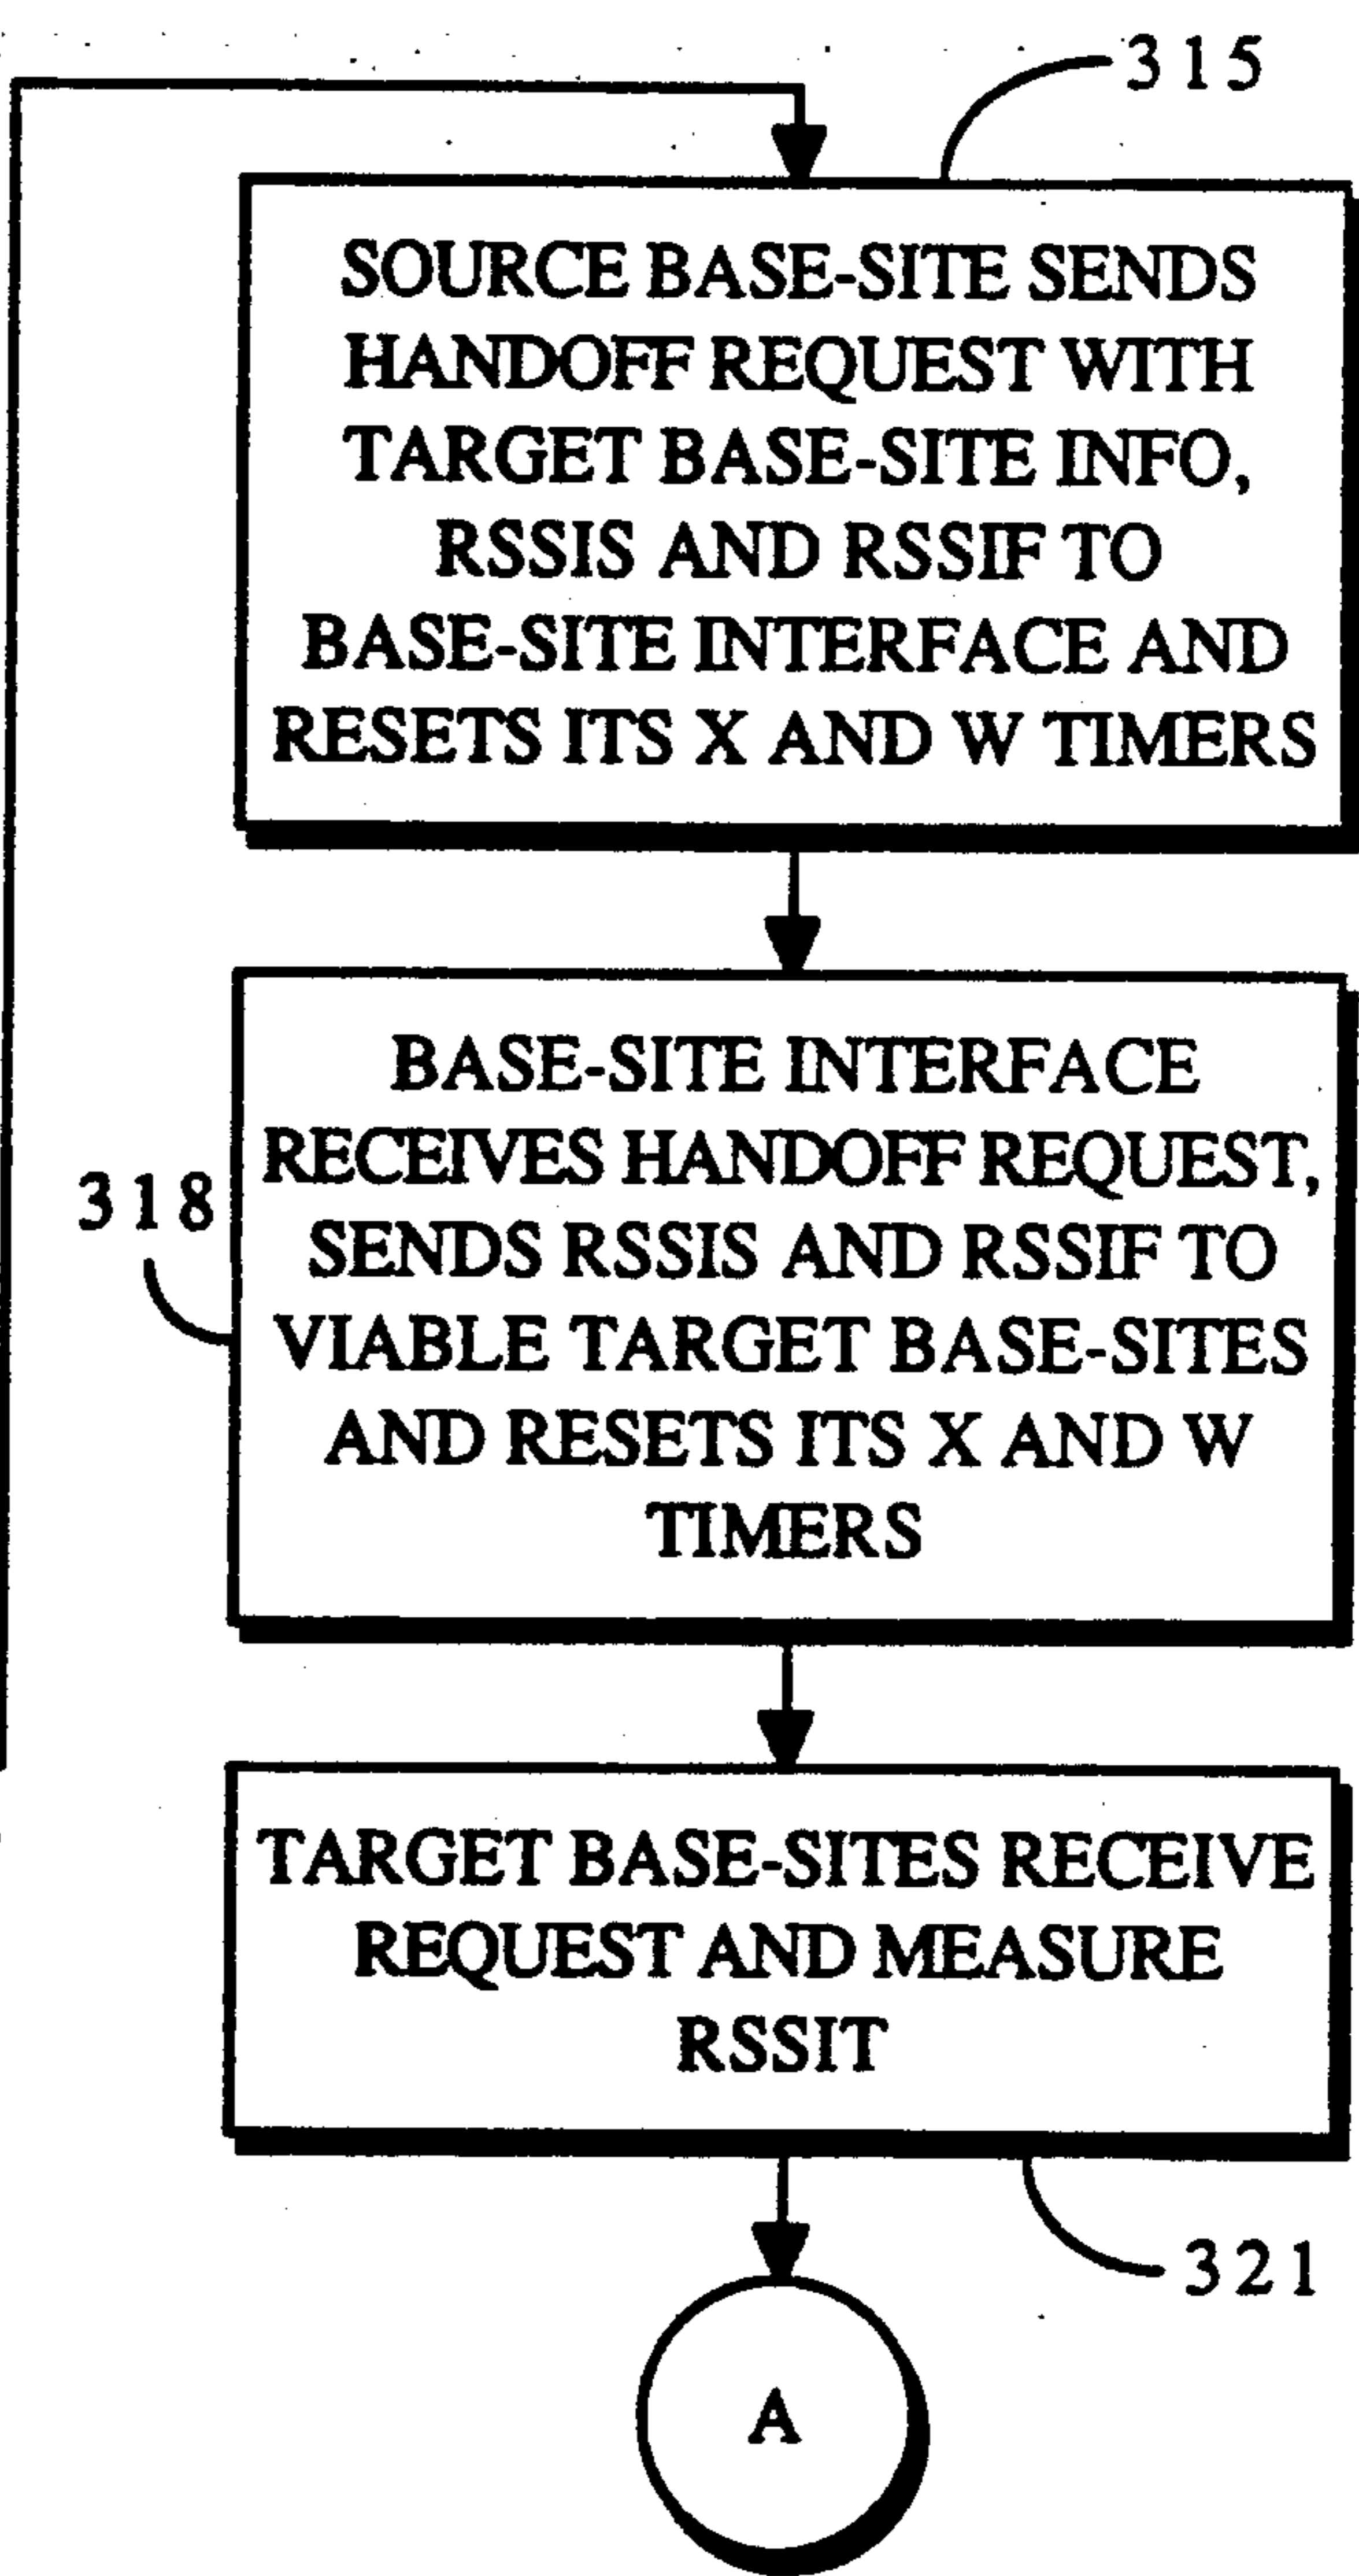 315
SOURCE BASE-SITE SENDS
HANDOFF REQUEST WITH
TARGET BASE-SITE INFO,
RSSIS AND RSSIF TO
BASE-SITE INTERFACE AND
RESETS ITS X AND W TIMERS
BASE-SITE INTERFACE
RECEIVES HANDOFF REQUEST,
318
SENDS RSSIS AND RSSIF TO
VIABLE TARGET BASE-SITES
AND RESETS ITS X AND W
TIMERS
TARGET BASE-SITES RECEIVE
REQUEST AND MEASURE
RSSIT
321
A